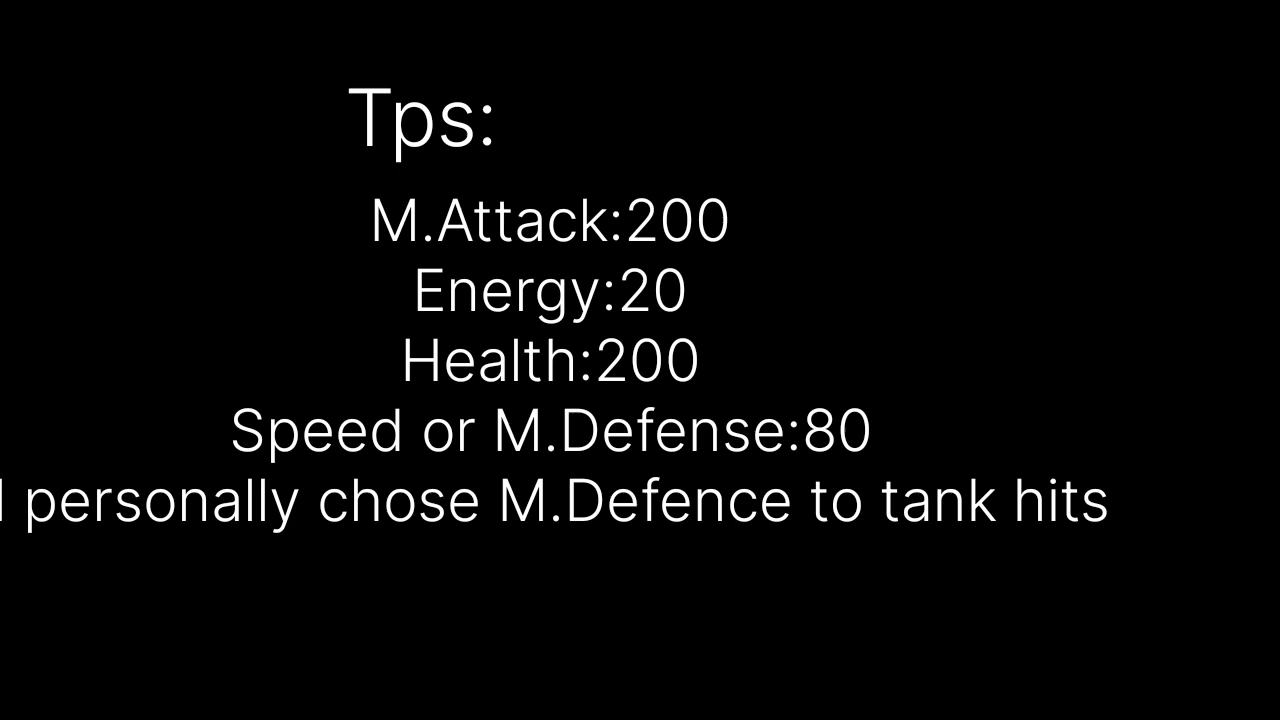 Tps:
M.Attack:200
Energy:20
Health:200
Speed or M.Defense:80
I personally chose M.Defence to tank hits